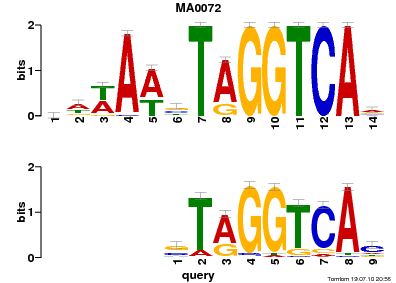 MA0072
2
1
0
bits
1 2 3 4 5 6 7 8 9 10 11 12 13 14
TAGGTCA
2
1
0
bits
TAGGTCA
1 2 3 4 5 6 7 8 9
query
Tomtom 19.07.10 20:56